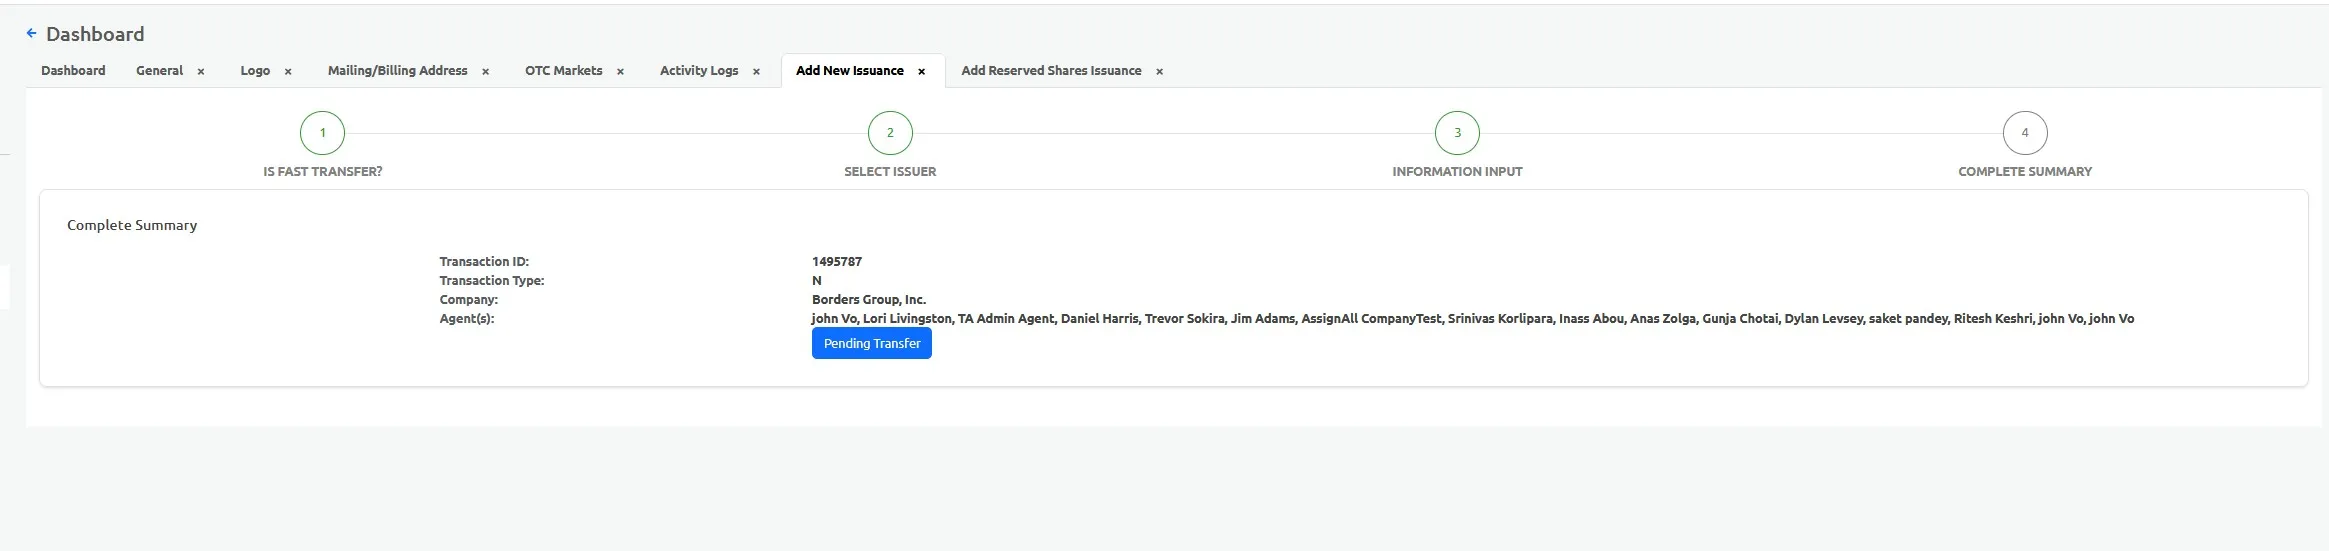 Dashboard
Dashboard General × Logo × Mailing/Billing Address × OTC Markets × Activity Logs × Add New Issuance × Add Reserved Shares Issuance ×
1 2 3 4
IS FAST TRANSFER? SELECT ISSUER INFORMATION INPUT COMPLETE SUMMARY
Complete Summary
Transaction ID: 1495787
Transaction Type: N
Company: Borders Group, Inc.
Agent(s): john Vo, Lori Livingston, TA Admin Agent, Daniel Harris, Trevor Sokira, Jim Adams, AssignAll CompanyTest, Srinivas Korlipara, Inass Abou, Anas Zolga, Gunja Chotai, Dylan Levsey, saket pandey, Ritesh Keshri, john Vo, john Vo
Pending Transfer